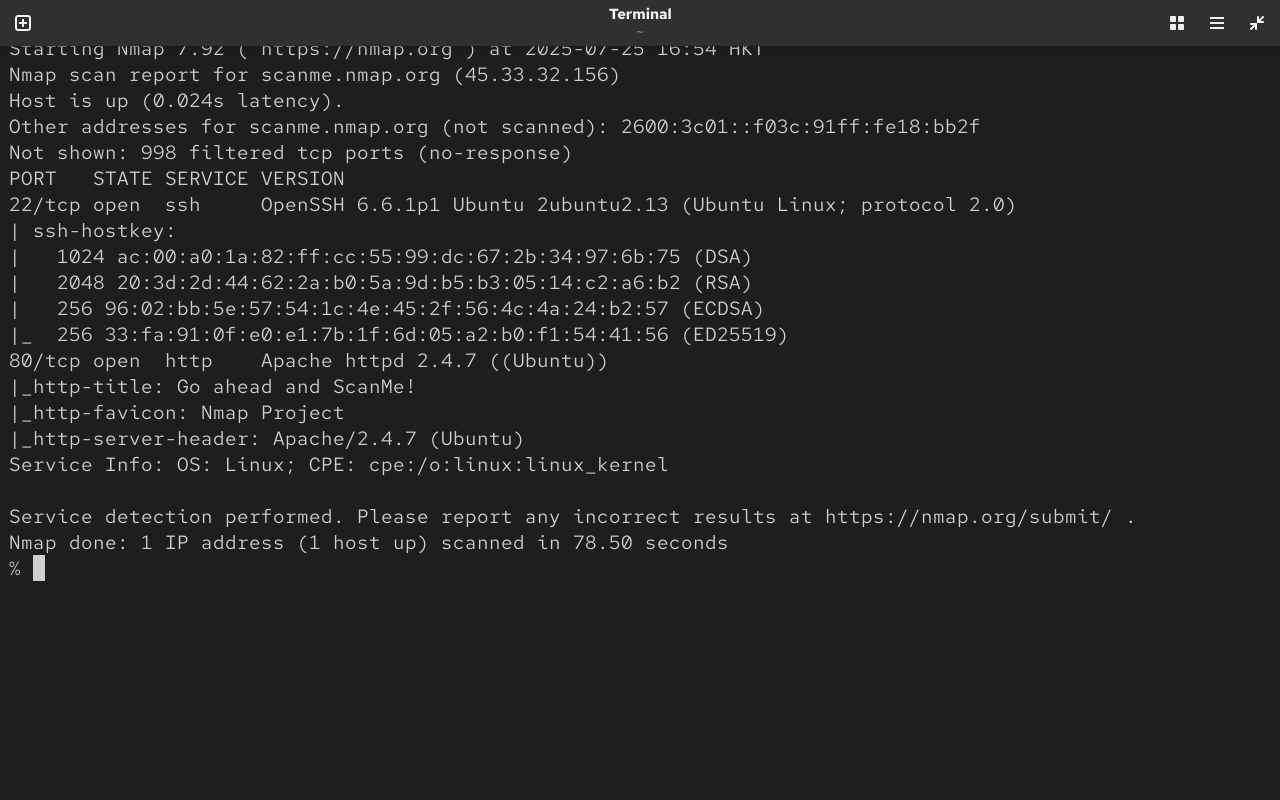 Terminal
~
Starting Nmap 7.92 ( https://nmap.org ) at 2025-07-25 16:54 HKT
Nmap scan report for scanme.nmap.org (45.33.32.156)
Host is up (0.024s latency).
Other addresses for scanme.nmap.org (not scanned): 2600:3c01::f03c:91ff:fe18:bb2f
Not shown: 998 filtered tcp ports (no-response)
PORT   STATE SERVICE VERSION
22/tcp open  ssh     OpenSSH 6.6.1p1 Ubuntu 2ubuntu2.13 (Ubuntu Linux; protocol 2.0)
| ssh-hostkey:
|   1024 ac:00:a0:1a:82:ff:cc:55:99:dc:67:2b:34:97:6b:75 (DSA)
|   2048 20:3d:2d:44:62:2a:b0:5a:9d:b5:b3:05:14:c2:a6:b2 (RSA)
|   256 96:02:bb:5e:57:54:1c:4e:45:2f:56:4c:4a:24:b2:57 (ECDSA)
|_  256 33:fa:91:0f:e0:e1:7b:1f:6d:05:a2:b0:f1:54:41:56 (ED25519)
80/tcp open  http    Apache httpd 2.4.7 ((Ubuntu))
|_http-title: Go ahead and ScanMe!
|_http-favicon: Nmap Project
|_http-server-header: Apache/2.4.7 (Ubuntu)
Service Info: OS: Linux; CPE: cpe:/o:linux:linux_kernel

Service detection performed. Please report any incorrect results at https://nmap.org/submit/ .
Nmap done: 1 IP address (1 host up) scanned in 78.50 seconds
%